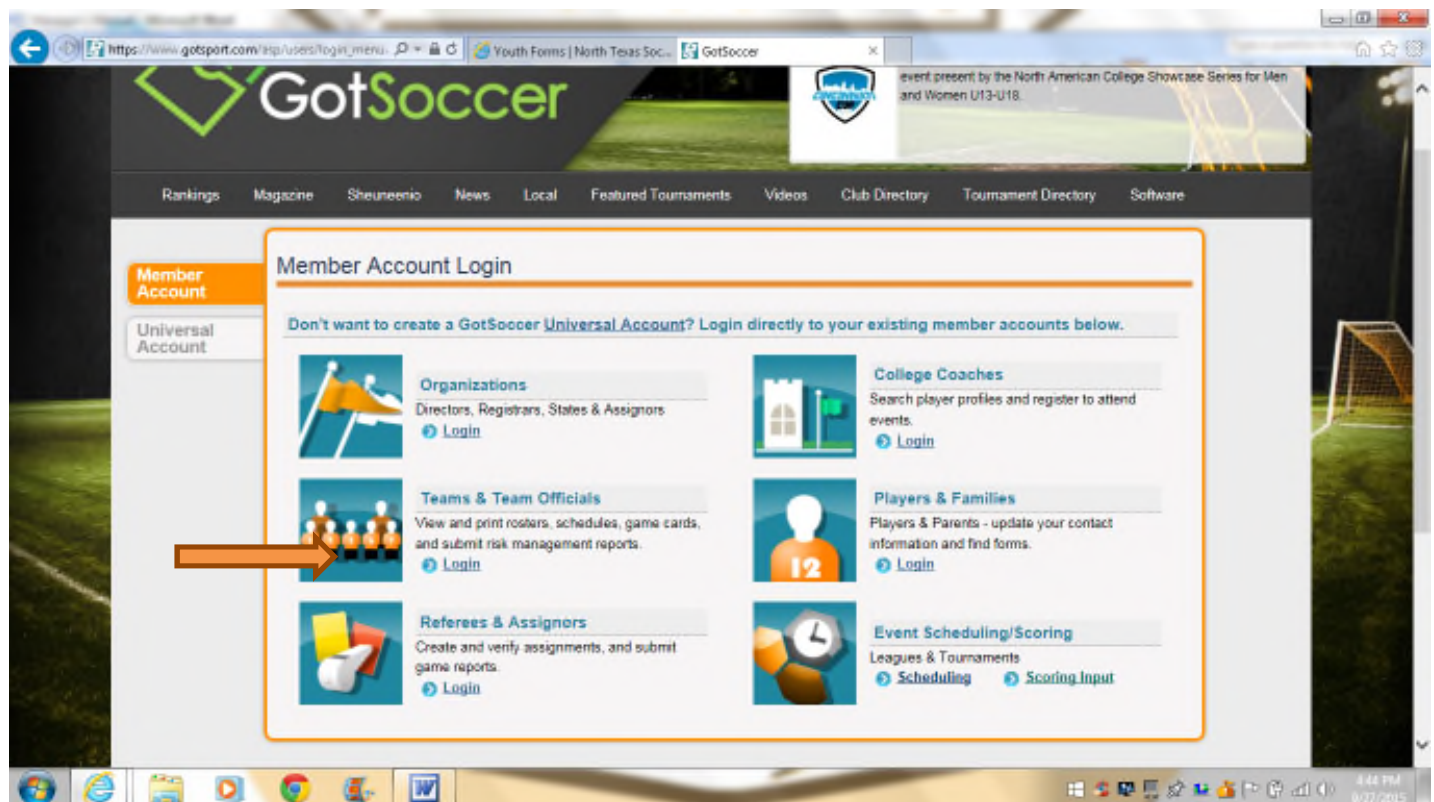 https://www.gotsport.com/asp/users/login_menu.
Youth Forms | North Texas Soc...
GotSoccer
GotSoccer
event present by the North American College Showcase Series for Men
and Women U13-U18.
Rankings Magazine Sheuneenio News Local Featured Tournaments Videos Club Directory Tournament Directory Software
Member
Account
Universal
Account
Member Account Login
Don't want to create a GotSoccer Universal Account? Login directly to your existing member accounts below.
Organizations
Directors, Registrars, States & Assignors
Login
College Coaches
Search player profiles and register to attend
events.
Login
Teams & Team Officials
View and print rosters, schedules, game cards,
and submit risk management reports.
Login
12
Players & Families
Players & Parents - update your contact
information and find forms.
Login
Referees & Assignors
Create and verify assignments, and submit
game reports.
Login
Event Scheduling/Scoring
Leagues & Tournaments
Scheduling Scoring Input
4:44 PM